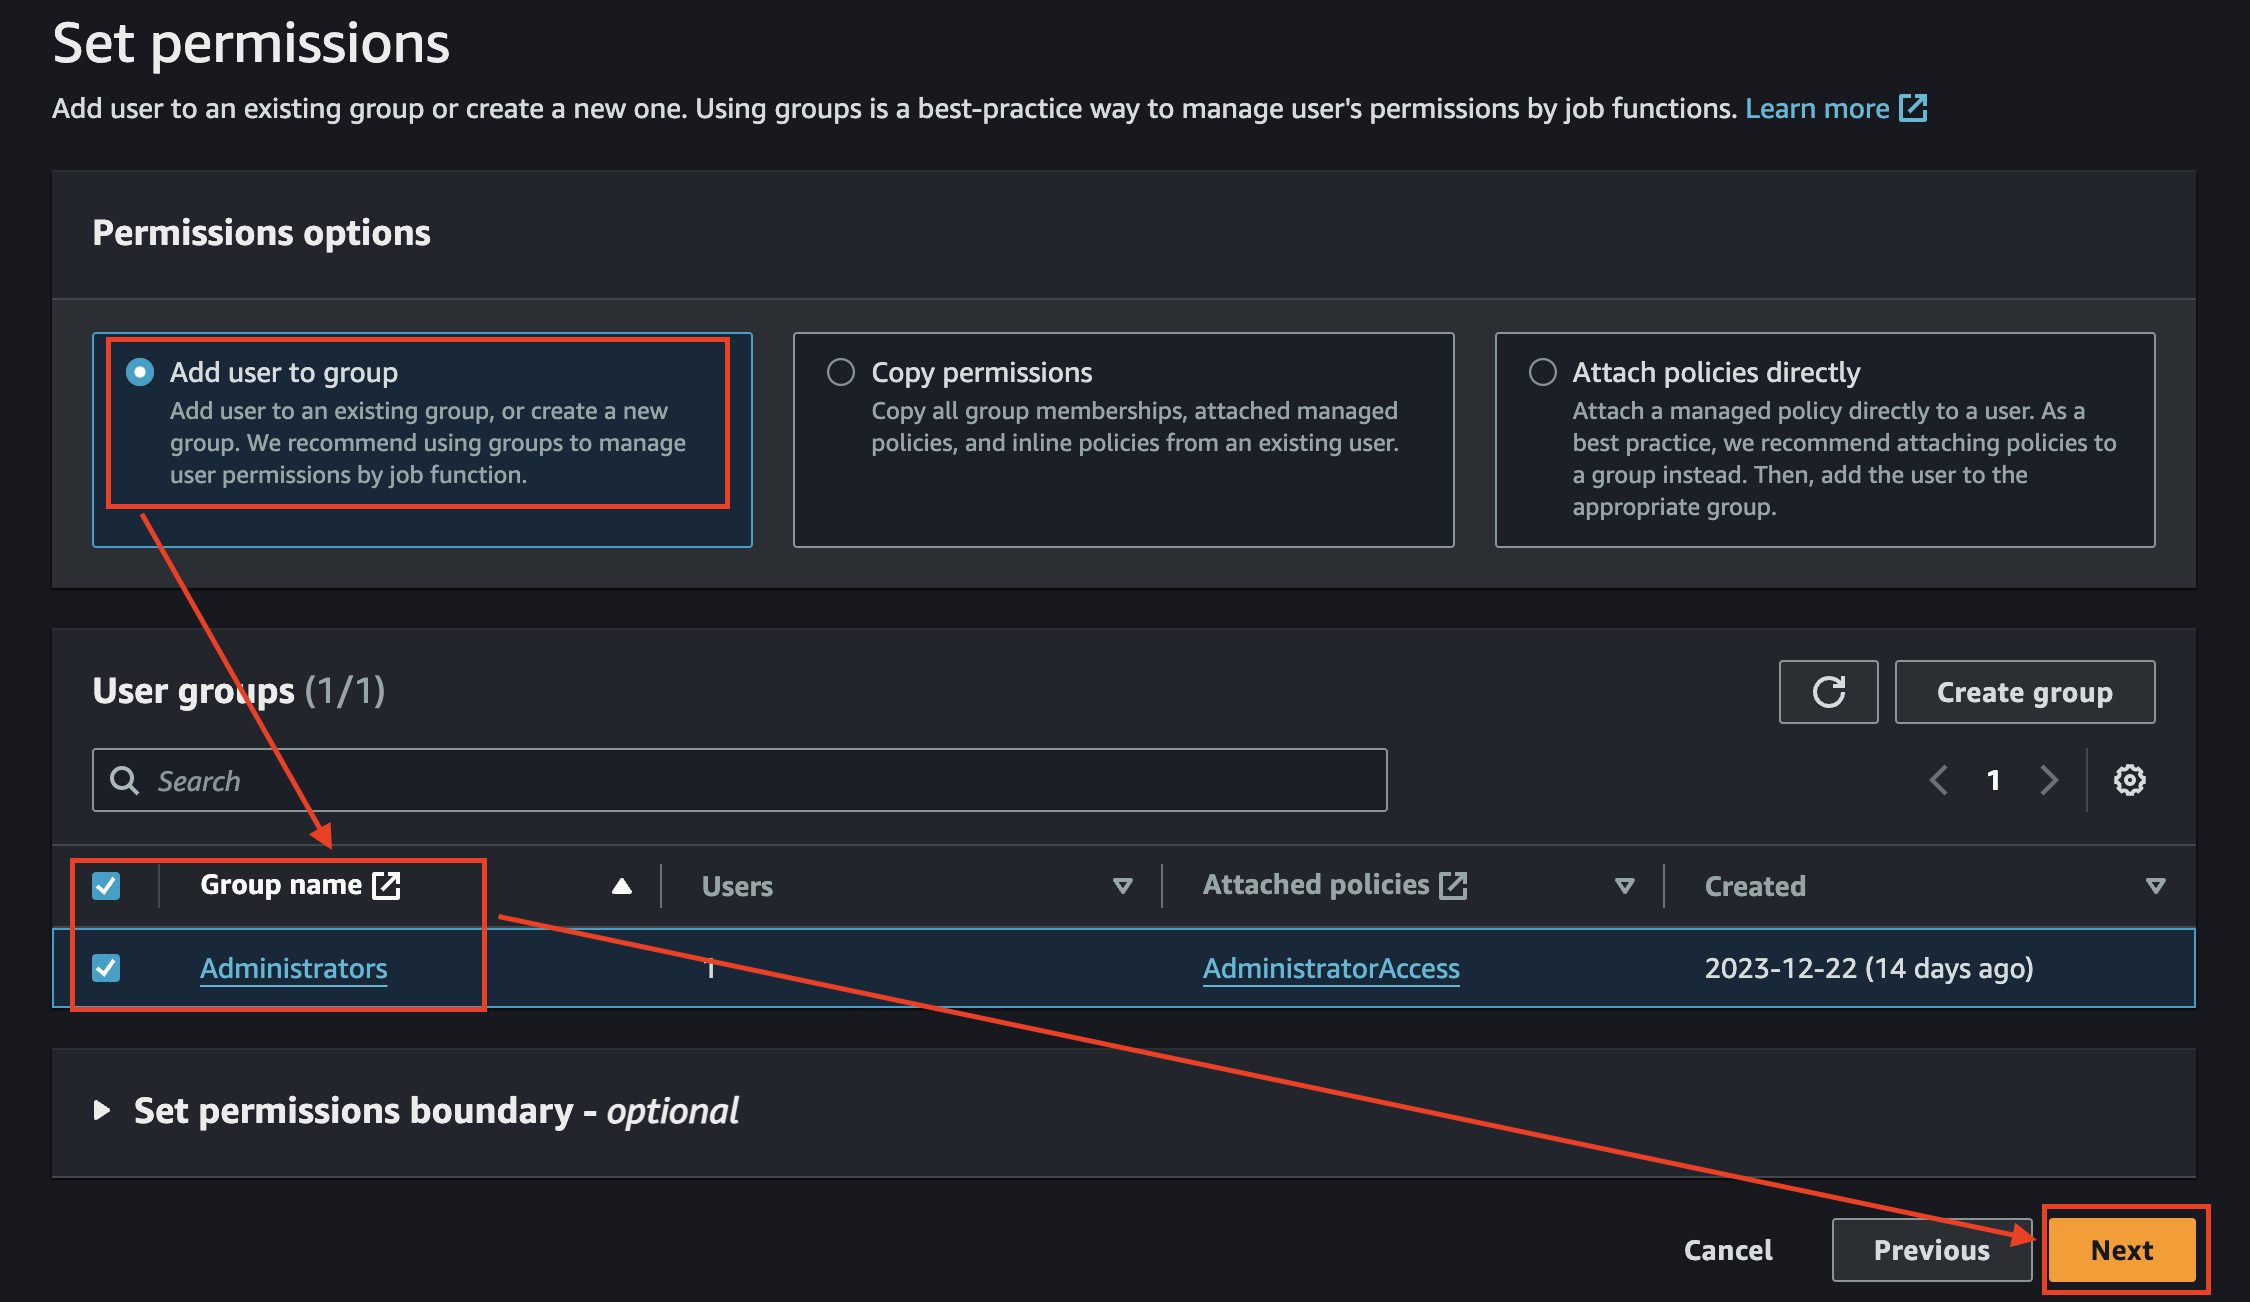 Set permissions
Add user to an existing group or create a new one. Using groups is a best-practice way to manage user's permissions by job functions. Learn more
Permissions options
Add user to group
Add user to an existing group, or create a new
group. We recommend using groups to manage
user permissions by job function.
Copy permissions
Copy all group memberships, attached managed
policies, and inline policies from an existing user.
Attach policies directly
Attach a managed policy directly to a user. As a
best practice, we recommend attaching policies to
a group instead. Then, add the user to the
appropriate group.
User groups (1/1)
Create group
Search
1
Group name Users Attached policies Created
Administrators 1 AdministratorAccess 2023-12-22 (14 days ago)
Set permissions boundary - optional
Cancel Previous Next